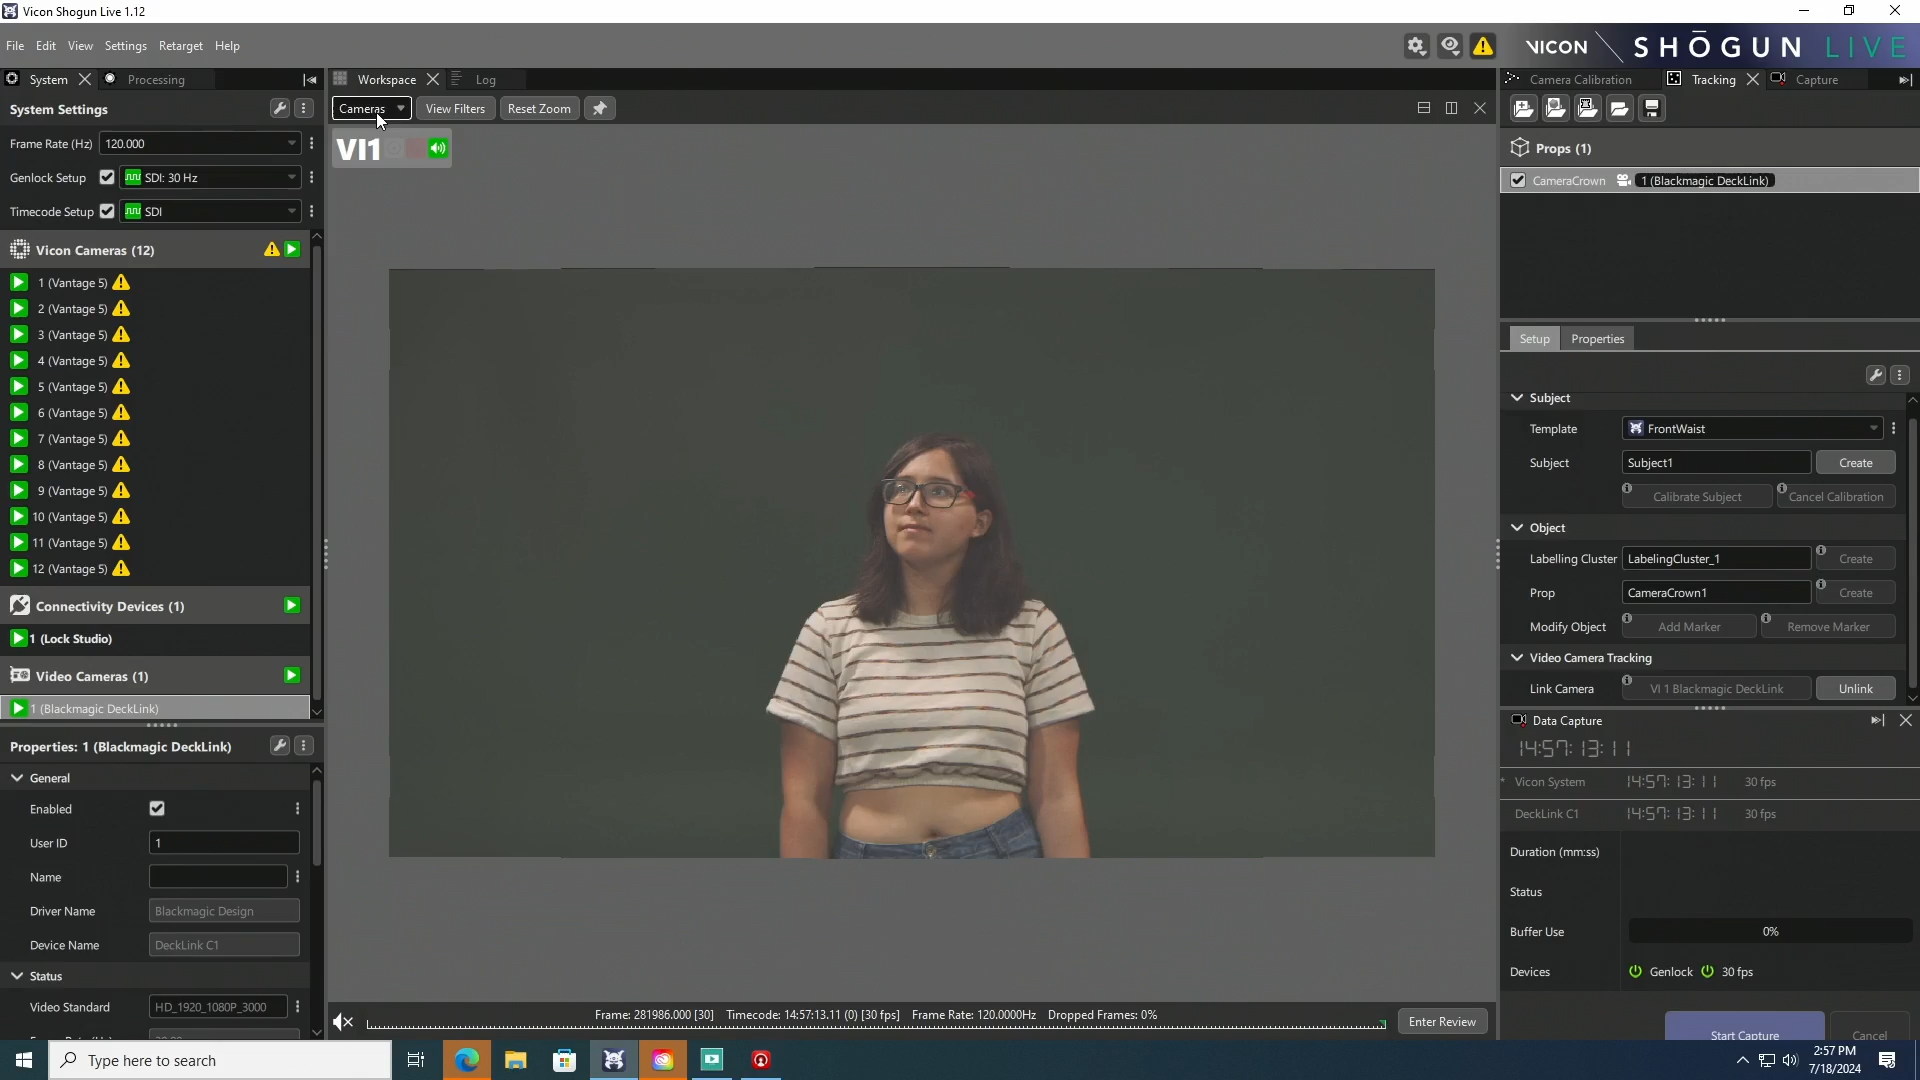 Vicon Shogun Live 1.12
File Edit View Settings Retarget Help
VICON SHŌGUN LIVE
System Processing
System Settings
Frame Rate (Hz) 120.000
Genlock Setup SDI: 30 Hz
Timecode Setup SDI
Vicon Cameras (12)
1 (Vantage 5)
2 (Vantage 5)
3 (Vantage 5)
4 (Vantage 5)
5 (Vantage 5)
6 (Vantage 5)
7 (Vantage 5)
8 (Vantage 5)
9 (Vantage 5)
10 (Vantage 5)
11 (Vantage 5)
12 (Vantage 5)
Connectivity Devices (1)
1 (Lock Studio)
Video Cameras (1)
1 (Blackmagic DeckLink)
Properties: 1 (Blackmagic DeckLink)
General
Enabled
User ID 1
Name
Driver Name Blackmagic Design
Device Name DeckLink C1
Status
Video Standard HD_1920_1080P_3000
Workspace Log
Cameras View Filters Reset Zoom
VI1
Frame: 281986.000 [30] Timecode: 14:57:13.11 (0) [30 fps] Frame Rate: 120.0000Hz Dropped Frames: 0%
Enter Review
Camera Calibration Tracking Capture
Props (1)
CameraCrown 1 (Blackmagic DeckLink)
Setup Properties
Subject
Template FrontWaist
Subject Subject1 Create
Calibrate Subject Cancel Calibration
Object
Labelling Cluster LabelingCluster_1 Create
Prop CameraCrown1 Create
Modify Object Add Marker Remove Marker
Video Camera Tracking
Link Camera VI 1 Blackmagic DeckLink Unlink
Data Capture
14:57:13:11
* Vicon System 14:57:13:11 30 fps
DeckLink C1 14:57:13:11 30 fps
Duration (mm:ss)
Status
Buffer Use 0%
Devices Genlock 30 fps
Start Capture Cancel
Type here to search
2:57 PM
7/18/2024